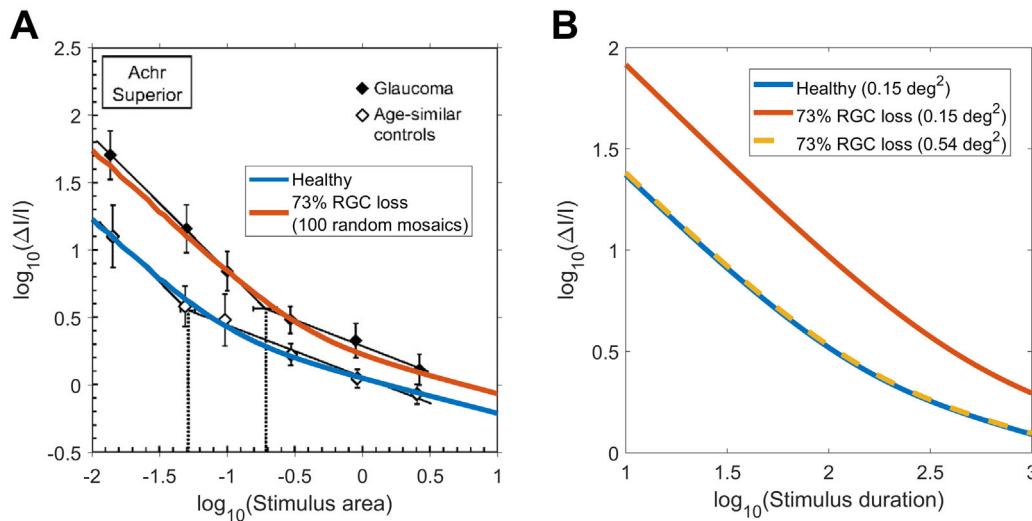 A
2.5
2
1.5
1
0.5
0
-0.5
log10(ΔI/I)
Achr
Superior
Glaucoma
Age-similar
controls
Healthy
73% RGC loss
(100 random mosaics)
-2
-1.5
-1
-0.5
0
0.5
1
log10(Stimulus area)
B
2
1.5
1
0.5
0
log10(ΔI/I)
Healthy (0.15 deg2)
73% RGC loss (0.15 deg2)
73% RGC loss (0.54 deg2)
1
1.5
2
2.5
3
log10(Stimulus duration)